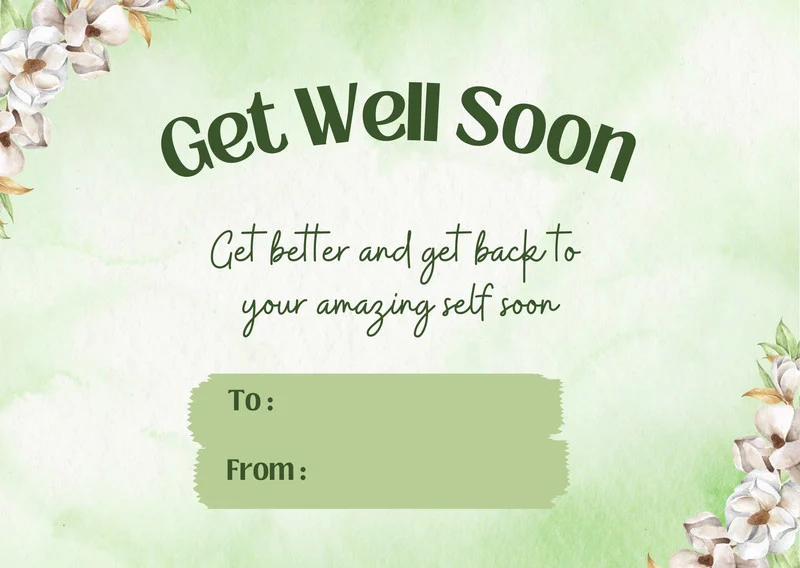 Get Well Soon
Get better and get back to
your amazing self soon
To :
From :